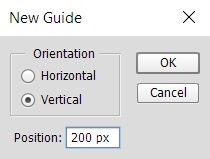 New Guide
Orientation
Horizontal
Vertical
OK
Cancel
Position: 200 px